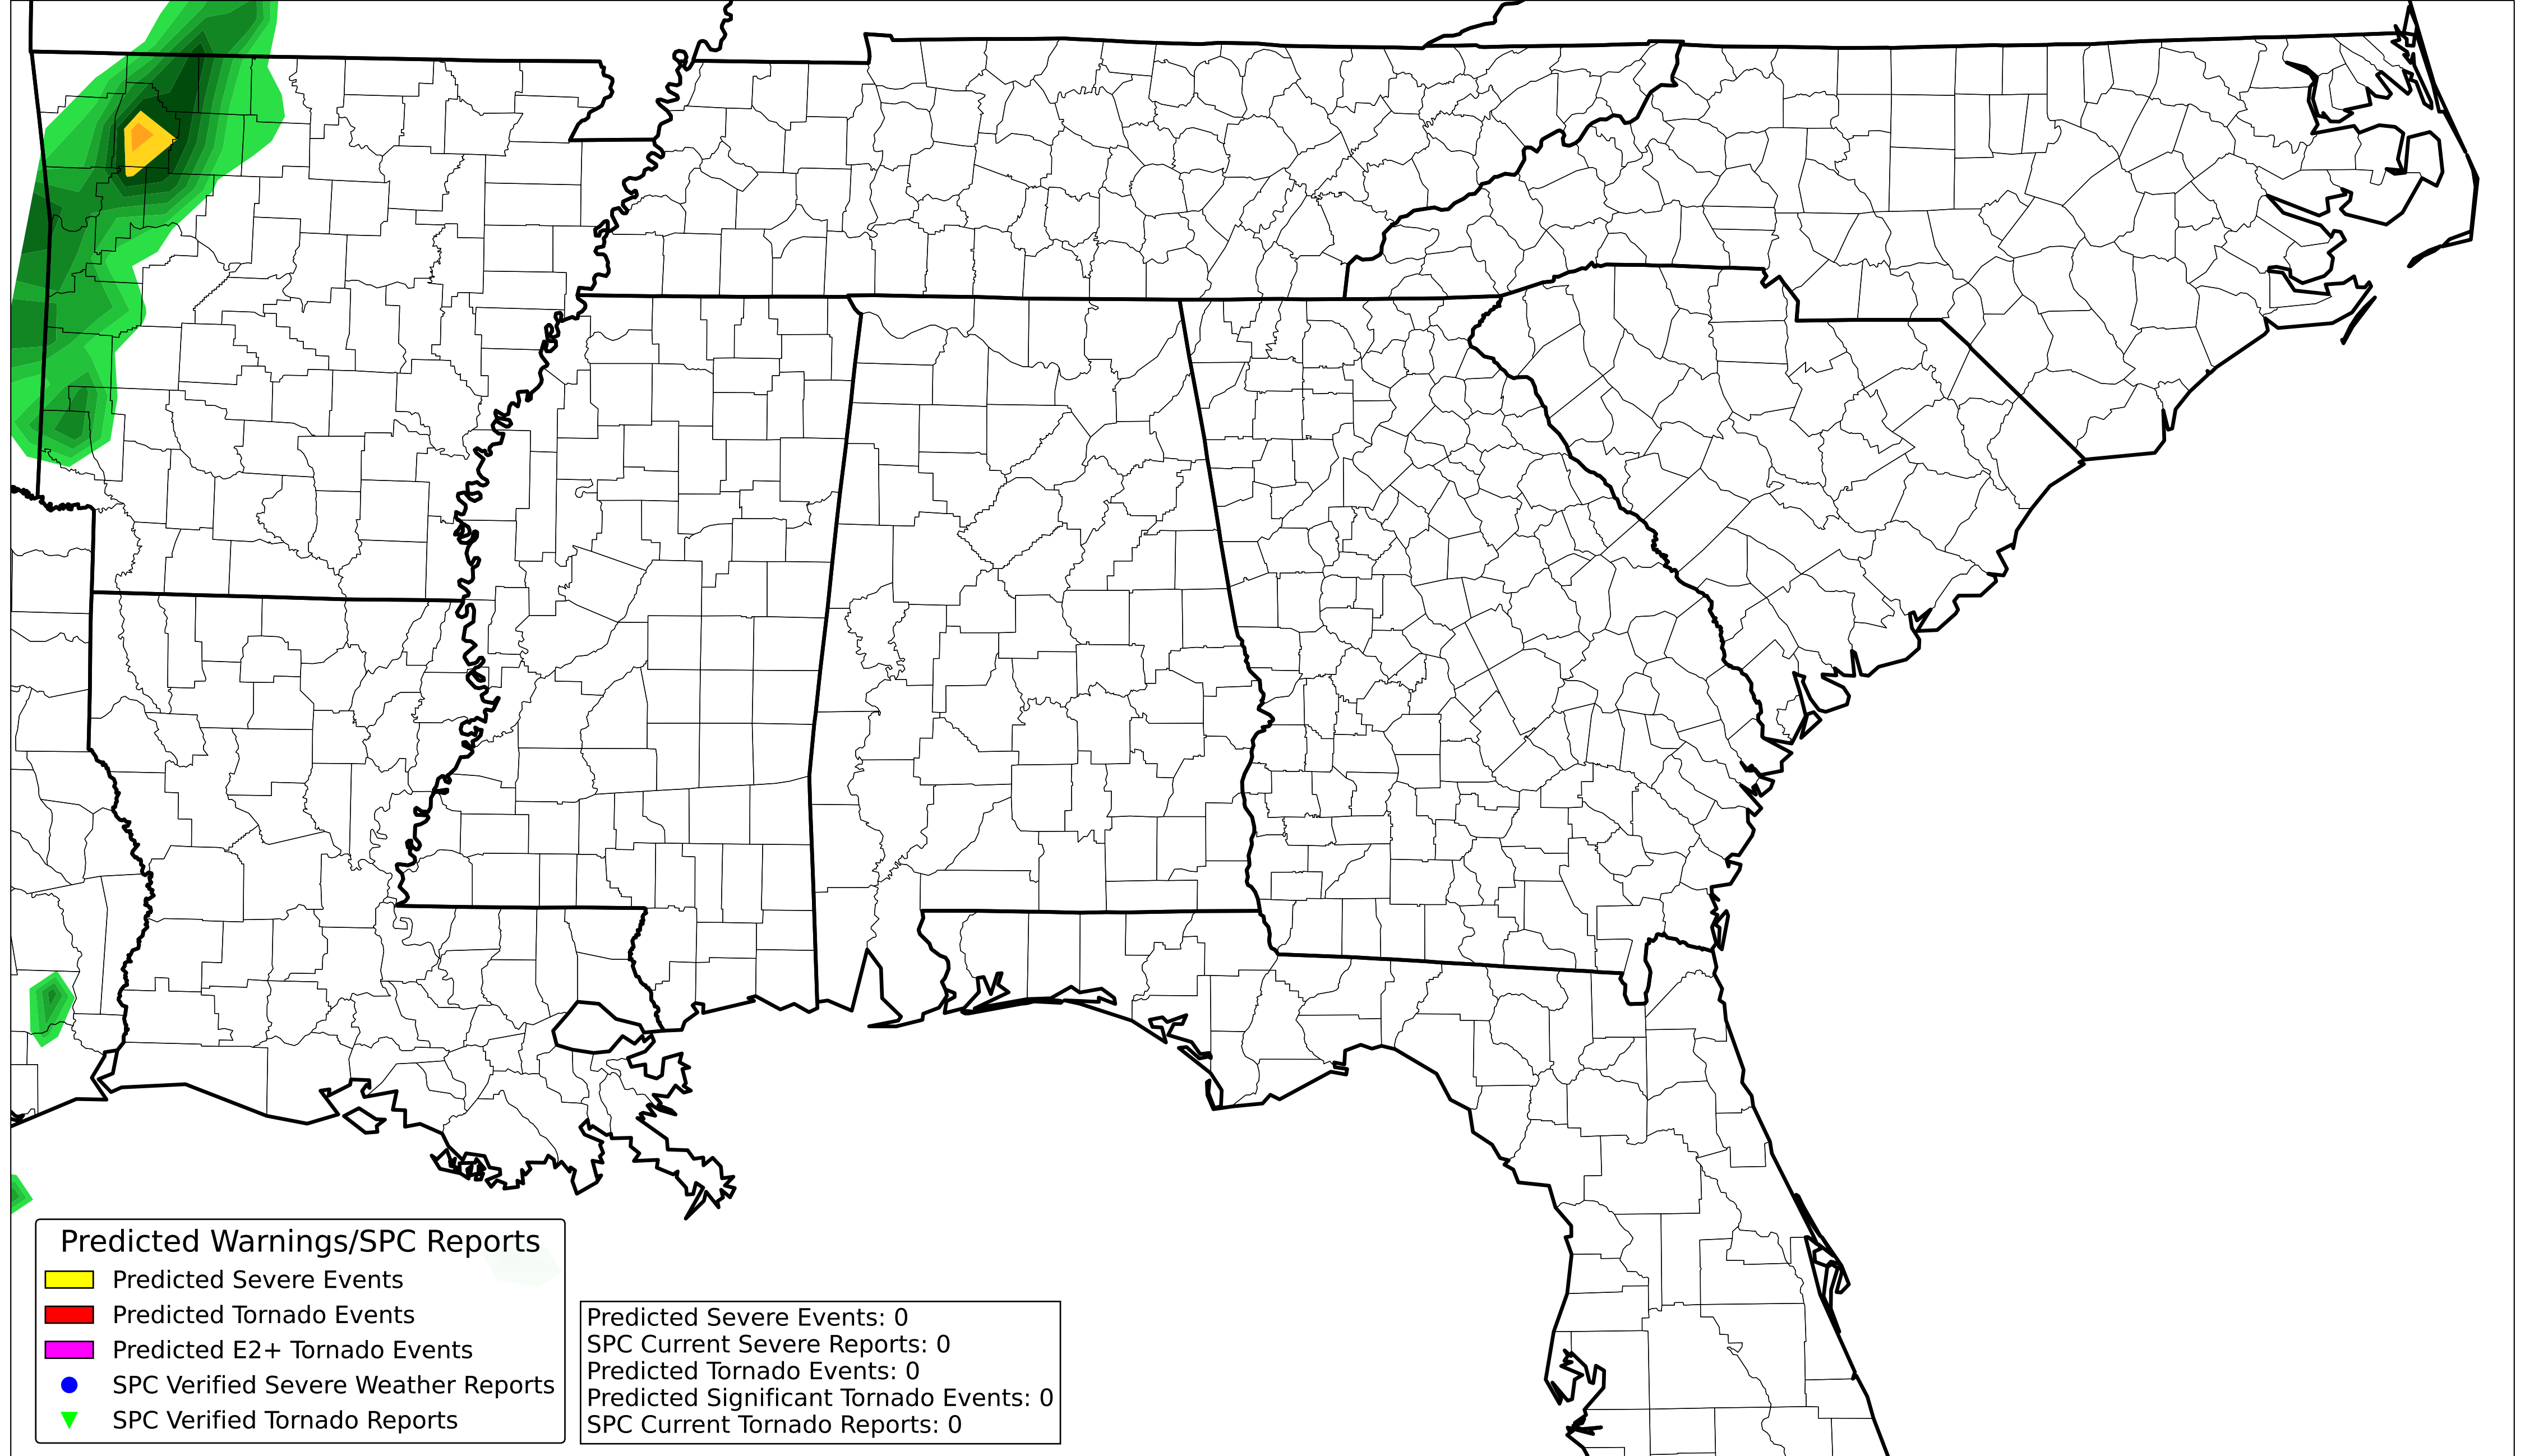 Predicted Warnings/SPC Reports
Predicted Severe Events
Predicted Tornado Events
Predicted E2+ Tornado Events
SPC Verified Severe Weather Reports
SPC Verified Tornado Reports
Predicted Severe Events: 0
SPC Current Severe Reports: 0
Predicted Tornado Events: 0
Predicted Significant Tornado Events: 0
SPC Current Tornado Reports: 0